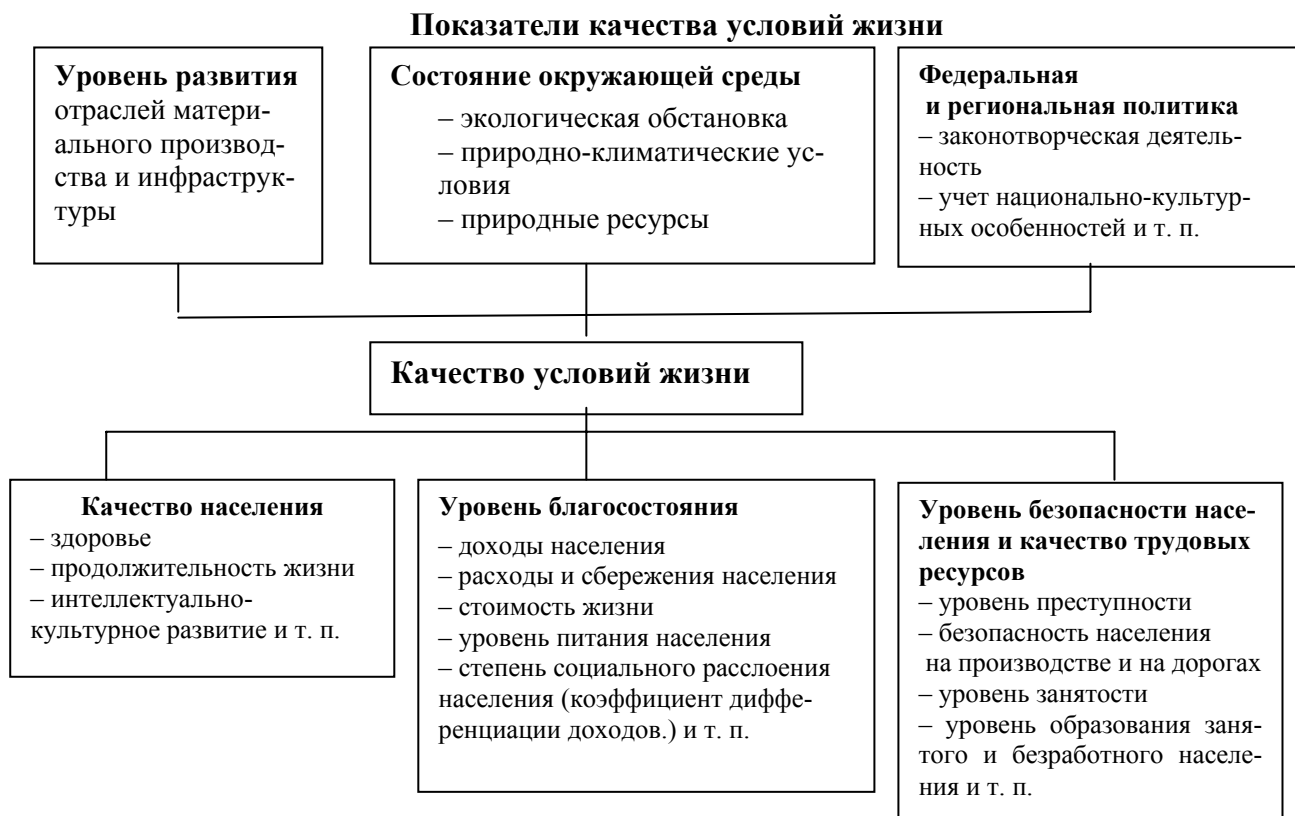 Показатели качества условий жизни
Уровень развития
отраслей матери-
ального производ-
ства и инфраструк-
туры
Состояние окружающей среды
– экологическая обстановка
– природно-климатические ус-
ловия
– природные ресурсы
Федеральная
и региональная политика
– законотворческая деятель-
ность
– учет национально-культур-
ных особенностей и т. п.
Качество условий жизни
Качество населения
– здоровье
– продолжительность жизни
– интеллектуально-
культурное развитие и т. п.
Уровень благосостояния
– доходы населения
– расходы и сбережения населения
– стоимость жизни
– уровень питания населения
– степень социального расслоения
населения (коэффициент диффе-
ренциации доходов.) и т. п.
Уровень безопасности насе-
ления и качество трудовых
ресурсов
– уровень преступности
– безопасность населения
на производстве и на дорогах
– уровень занятости
– уровень образования заня-
того и безработного населе-
ния и т. п.